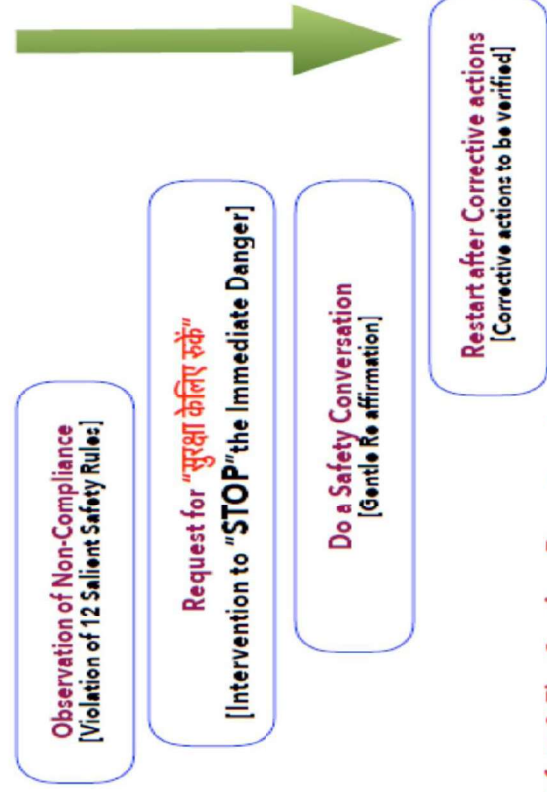 Observation of Non-Compliance
[Violation of 12 Salient Safety Rules]
Request for "सुरक्षा केलिए रुकें"
[Intervention to "STOP" the Immediate Danger]
Do a Safety Conversation
[Gentle Re affirmation]
Restart after Corrective actions
[Corrective actions to be verified]